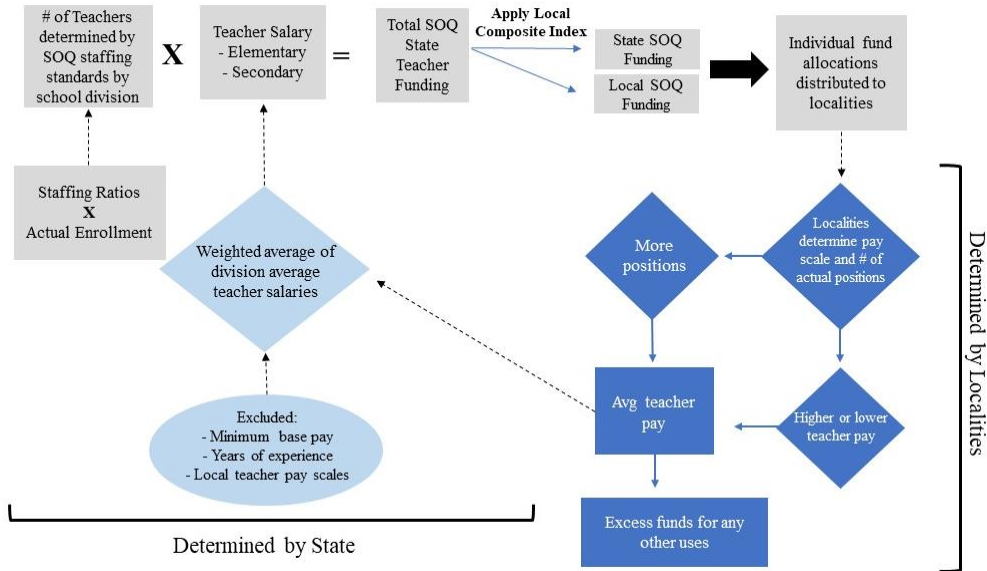 # of Teachers
determined by
SOQ staffing
standards by
school division
X
Teacher Salary
- Elementary
- Secondary
=
Total SOQ
State
Teacher
Funding
Apply Local
Composite Index
State SOQ
Funding
Local SOQ
Funding
Individual fund
allocations
distributed to
localities
Staffing Ratios
X
Actual Enrollment
Weighted average of
division average
teacher salaries
Excluded:
- Minimum base pay
- Years of experience
- Local teacher pay scales
Determined by State
Localities
determine pay
scale and # of
actual positions
More
positions
Higher or lower
teacher pay
Avg teacher
pay
Excess funds for any
other uses
Determined by Localities